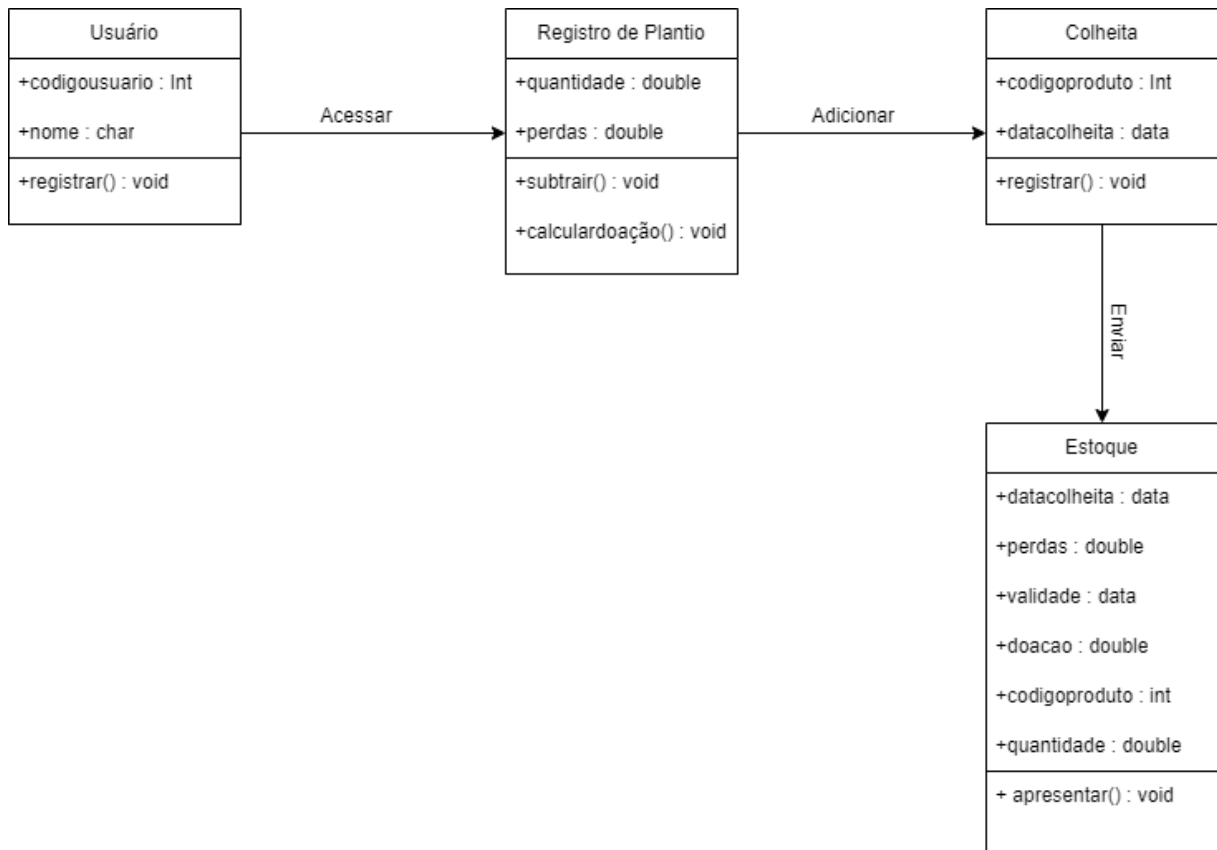 Usuário
+codigousuario : Int
+nome : char
+registrar() : void
Acessar
Registro de Plantio
+quantidade : double
+perdas : double
+subtrair() : void
+calculardoação() : void
Adicionar
Colheita
+codigoproduto : Int
+datacolheita : data
+registrar() : void
Enviar
Estoque
+datacolheita : data
+perdas : double
+validade : data
+doacao : double
+codigoproduto : int
+quantidade : double
+ apresentar() : void